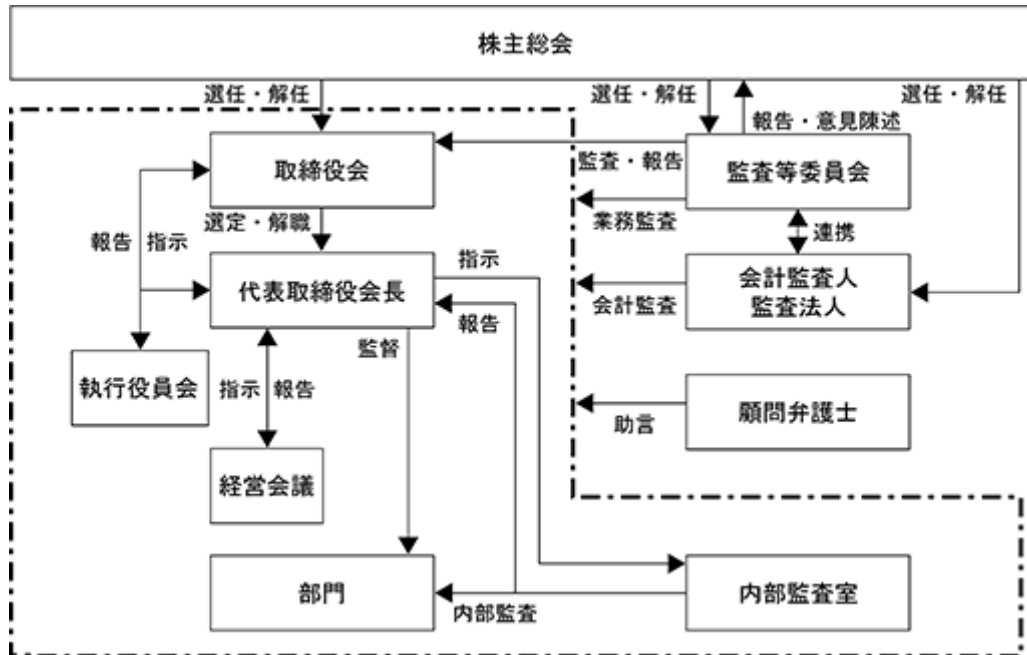 株主総会
選任・解任
選任・解任
選任・解任
報告・意見陳述
取締役会
監査・報告
監査等委員会
選定・解職
業務監査
報告
指示
連携
代表取締役会長
指示
会計監査
会計監査人
監査法人
報告
監督
執行役員会
指示
報告
助言
顧問弁護士
経営会議
部門
内部監査
内部監査室